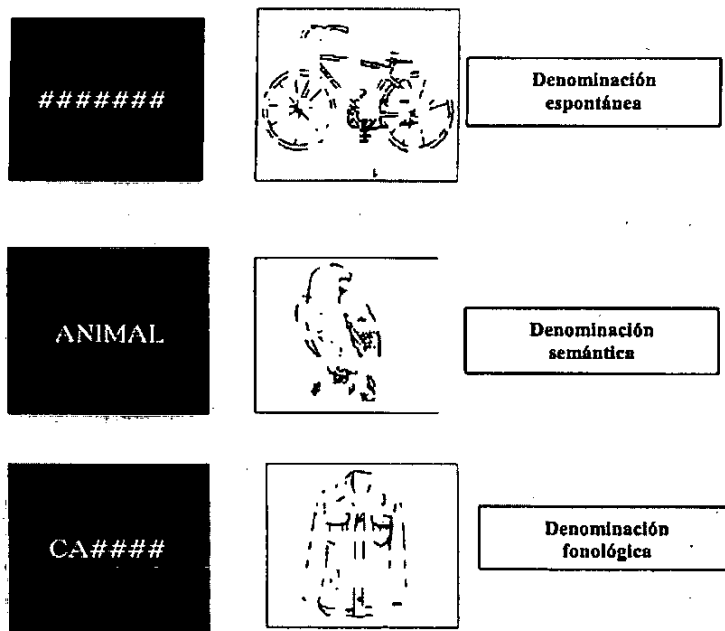 #######
Denominación
espontánea
ANIMAL
Denominación
semántica
CA####
Denominación
fonológica